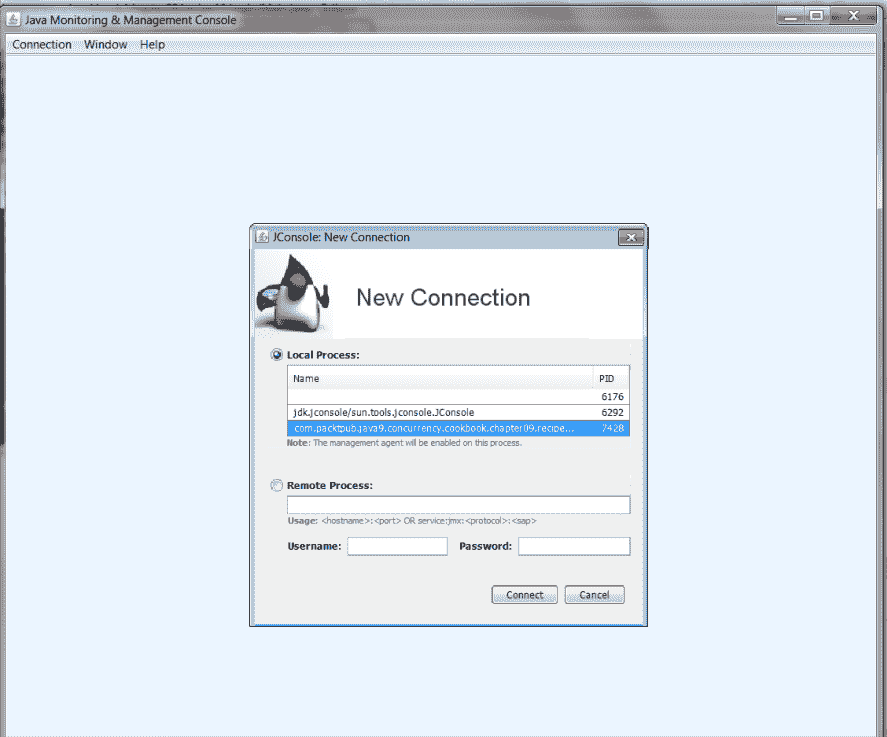 Java Monitoring & Management Console
Connection Window Help
JConsole: New Connection
New Connection
Local Process:
Name PID
6176
jdk.jconsole/sun.tools.jconsole.JConsole 6292
com.packtpub.java9.concurrency.cookbook.chapter09.recipe... 7428
Note: The management agent will be enabled on this process.
Remote Process:
Usage: <hostname>:<port> OR service:jmx:<protocol>:<sap>
Username: Password:
Connect Cancel